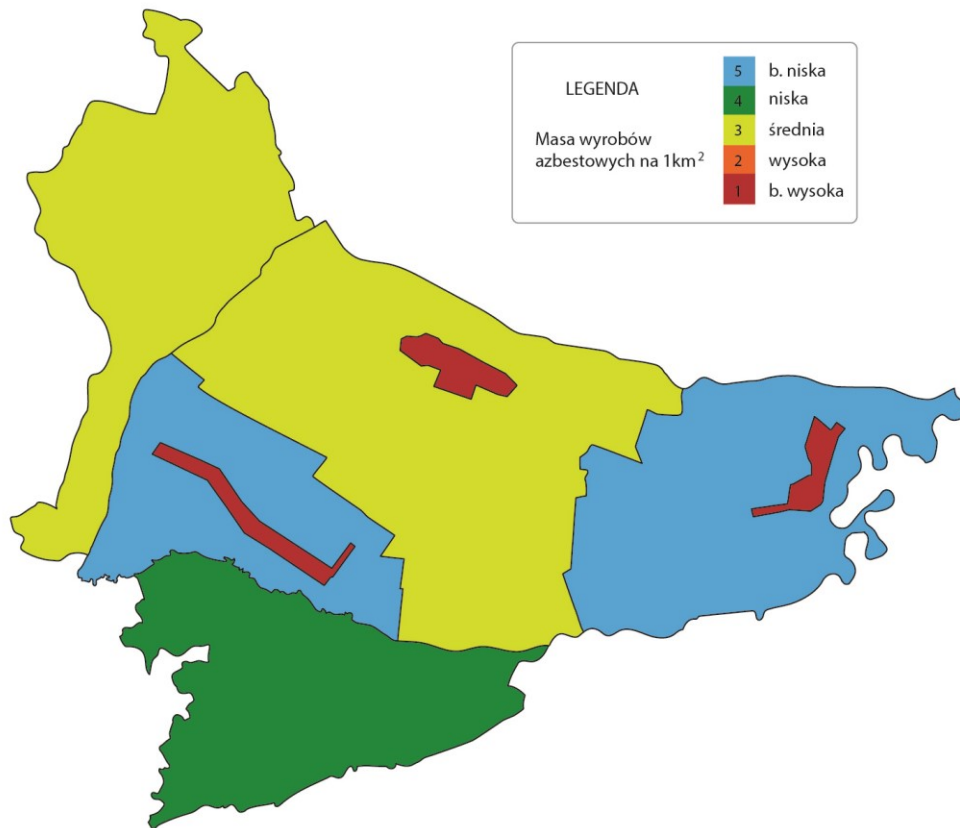 LEGENDA
Masa wyrobów
azbestowych na 1km²
5 b. niska
4 niska
3 średnia
2 wysoka
1 b. wysoka